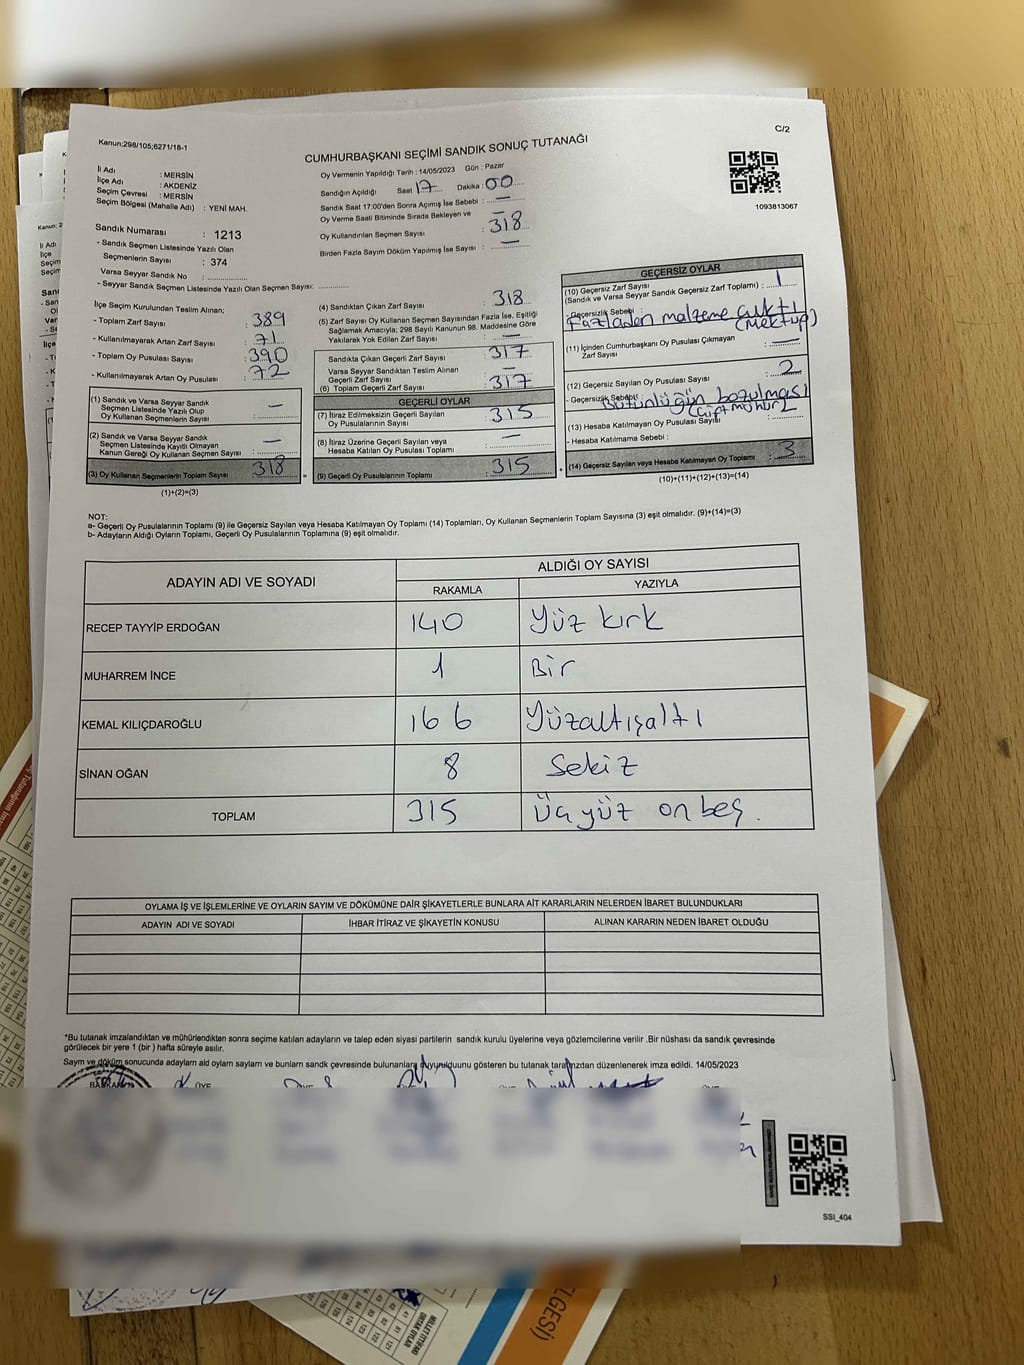 Kanun:298/105;6271/18-1
C/2
CUMHURBAŞKANI SEÇİMİ SANDIK SONUÇ TUTANAĞI
1093813067
İl Adı : MERSİN
İlçe Adı : AKDENİZ
Seçim Çevresi : MERSİN
Seçim Bölgesi (Mahalle Adı) : YENİ MAH.
Sandık Numarası : 1213
- Sandık Seçmen Listesinde Yazılı Olan
Seçmenlerin Sayısı : 374
Varsa Seyyar Sandık No :
- Seyyar Sandık Seçmen Listesinde Yazılı Olan Seçmen Sayısı:
Oy Vermenin Yapıldığı Tarih : 14/05/2023 Gün : Pazar
Sandığın Açıldığı Saat 17 Dakika 00
Sandık Saat 17:00'den Sonra Açımış İse Sebebi : —
Oy Verme Saati Bitiminde Sırada Bekleyen ve
Oy Kullandırılan Seçmen Sayısı : 318
Birden Fazla Sayım Döküm Yapılmış İse Sayısı : —
İlçe Seçim Kurulundan Teslim Alınan;
- Toplam Zarf Sayısı : 389
- Kullanılmayarak Artan Zarf Sayısı : 71
- Toplam Oy Pusulası Sayısı : 390
- Kullanılmayarak Artan Oy Pusulası : 72
(1) Sandık ve Varsa Seyyar Sandık
Seçmen Listesinde Yazılı Olup
Oy Kullanan Seçmenlerin Sayısı : —
(2) Sandık ve Varsa Seyyar Sandık
Seçmen Listesinde Kayıtlı Olmayan
Kanun Gereği Oy Kullanan Seçmen Sayısı : —
(3) Oy Kullanan Seçmenlerin Toplam Sayısı : 318
(1)+(2)=(3)
(4) Sandıktan Çıkan Zarf Sayısı : 318
(5) Zarf Sayısı Oy Kullanan Seçmen Sayısından Fazla İse, Eşitliği
Sağlamak Amacıyla; 298 Sayılı Kanunun 98. Maddesine Göre
Yakılarak Yok Edilen Zarf Sayısı : —
Sandıkta Çıkan Geçerli Zarf Sayısı : 317
Varsa Seyyar Sandıktan Teslim Alınan
Geçerli Zarf Sayısı : —
(6) Toplam Geçerli Zarf Sayısı : 317
GEÇERLİ OYLAR
(7) İtiraz Edilmeksizin Geçerli Sayılan
Oy Pusulalarının Sayısı : 315
(8) İtiraz Üzerine Geçerli Sayılan veya
Hesaba Katılan Oy Pusulası Toplamı : —
(9) Geçerli Oy Pusulalarının Toplamı : 315
GEÇERSİZ OYLAR
(10) Geçersiz Zarf Sayısı
(Sandık ve Varsa Seyyar Sandık Geçersiz Zarf Toplamı) : 1
- Geçersizlik Sebebi :
Fazladan malzeme çıktı
(Mektup)
(11) İçinden Cumhurbaşkanı Oy Pusulası Çıkmayan
Zarf Sayısı : —
(12) Geçersiz Sayılan Oy Pusulası Sayısı : 2
- Geçersizlik Sebebi :
Bütünlüğün bozulması
(Çift mühür)
(13) Hesaba Katılmayan Oy Pusulası Sayısı
- Hesaba Katılmama Sebebi :
(14) Geçersiz Sayılan veya Hesaba Katılmayan Oy Toplamı : 3
(10)+(11)+(12)+(13)=(14)
NOT:
a- Geçerli Oy Pusulalarının Toplamı (9) ile Geçersiz Sayılan veya Hesaba Katılmayan Oy Toplamı (14) Toplamları, Oy Kullanan Seçmenlerin Toplam Sayısına (3) eşit olmalıdır. (9)+(14)=(3)
b- Adayların Aldığı Oyların Toplamı, Geçerli Oy Pusulalarının Toplamına (9) eşit olmalıdır.
ADAYIN ADI VE SOYADI
ALDIĞI OY SAYISI
RAKAMLA YAZIYLA
RECEP TAYYİP ERDOĞAN 140 Yüz kırk
MUHARREM İNCE 1 Bir
KEMAL KILIÇDAROĞLU 166 Yüzaltışaltı
SİNAN OĞAN 8 Sekiz
TOPLAM 315 Üç yüz on beş.
OYLAMA İŞ VE İŞLEMLERİNE VE OYLARIN SAYIM VE DÖKÜMÜNE DAİR ŞİKAYETLERLE BUNLARA AİT KARARLARIN NELERDEN İBARET BULUNDUKLARI
ADAYIN ADI VE SOYADI İHBAR İTİRAZ VE ŞİKAYETİN KONUSU ALINAN KARARIN NEDEN İBARET OLDUĞU
*Bu tutanak imzalandıktan ve mühürlendikten sonra seçime katılan adayların ve talep eden siyasi partilerin sandık kurulu üyelerine veya gözlemcilerine verilir .Bir nüshası da sandık çevresinde
görülecek bir yere 1 (bir ) hafta süreyle asılır.
Sayım ve döküm sonucunda adayların ald oyların sayların ve bunların sandk çevresinde bulunanlara duyurulduunu gösteren bu tutanak tarafımızdan düzenlenerek imza edildi. 14/05/2023
BAŞKAN
ÜYE
SSİ_404
LGESİ)
MİLLET İTTİFAKI
ORTAK OYLAR